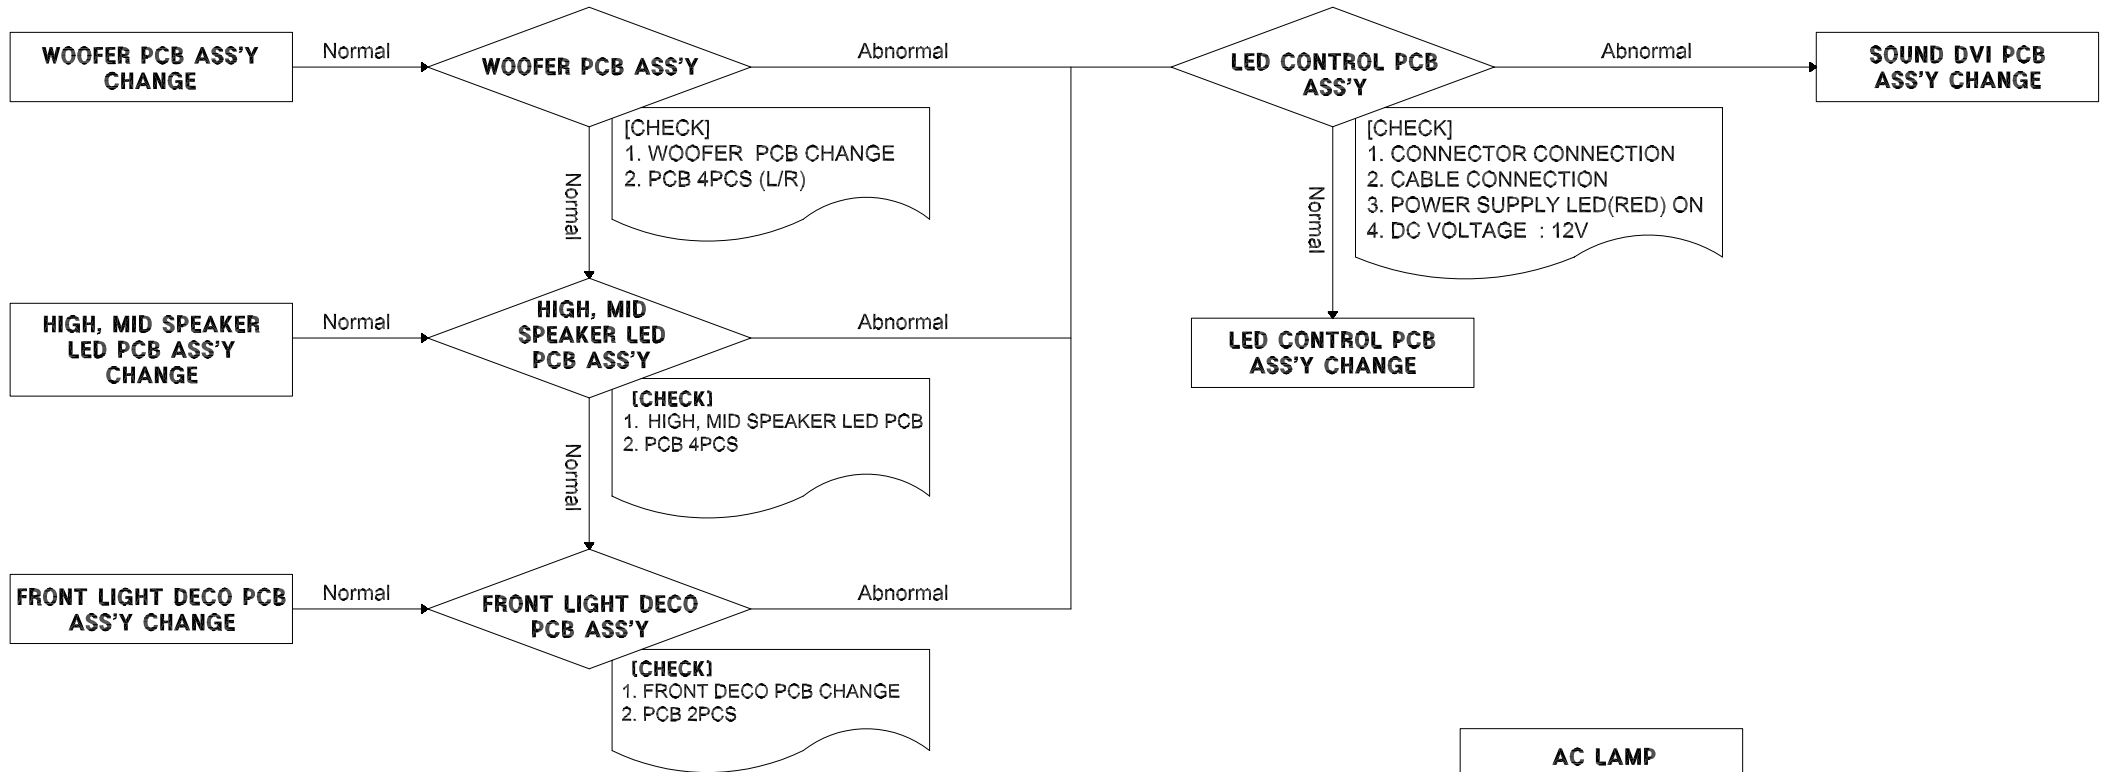 WOOFER PCB ASS'Y
CHANGE
Normal
WOOFER PCB ASS'Y
Abnormal
LED CONTROL PCB
ASS'Y
Abnormal
SOUND DVI PCB
ASS'Y CHANGE
[CHECK]
1. WOOFER PCB CHANGE
2. PCB 4PCS (L/R)
Normal
[CHECK]
1. CONNECTOR CONNECTION
2. CABLE CONNECTION
3. POWER SUPPLY LED(RED) ON
4. DC VOLTAGE : 12V
Normal
HIGH, MID SPEAKER
LED PCB ASS'Y
CHANGE
Normal
HIGH, MID
SPEAKER LED
PCB ASS'Y
Abnormal
LED CONTROL PCB
ASS'Y CHANGE
[CHECK]
1. HIGH, MID SPEAKER LED PCB
2. PCB 4PCS
Normal
FRONT LIGHT DECO PCB
ASS'Y CHANGE
Normal
FRONT LIGHT DECO
PCB ASS'Y
Abnormal
[CHECK]
1. FRONT DECO PCB CHANGE
2. PCB 2PCS
AC LAMP